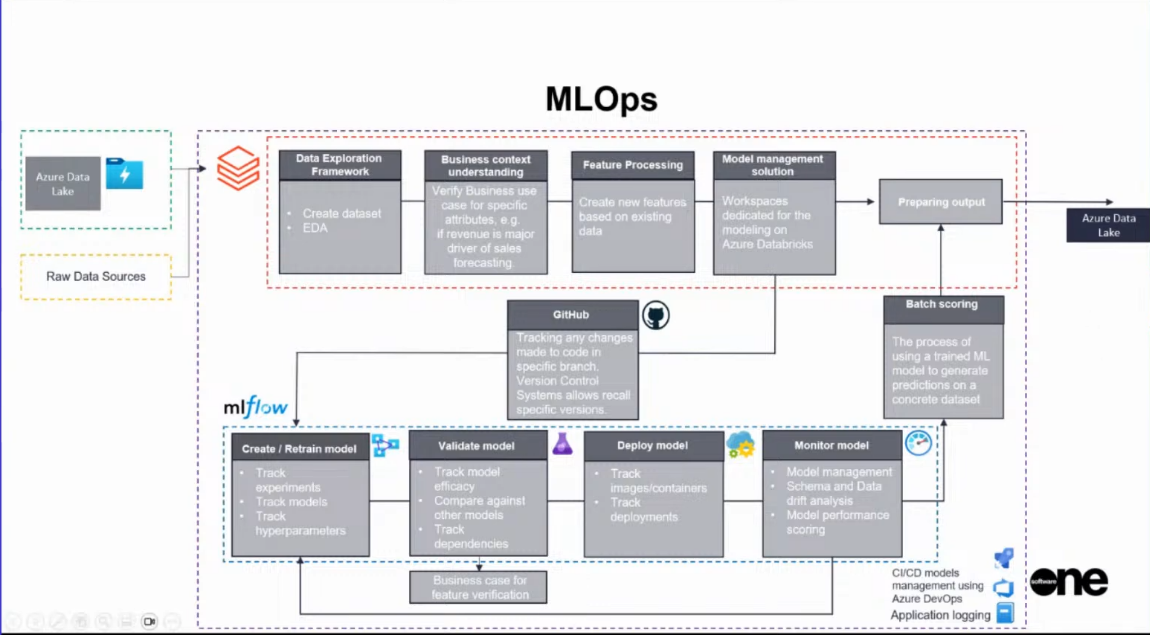 MLOps
Azure Data
Lake
Raw Data Sources
Data Exploration
Framework
• Create dataset
• EDA
Business context
understanding
Verify Business use
case for specific
attributes, e.g.
if revenue is major
driver of sales
forecasting.
Feature Processing
Create new features
based on existing
data
Model management
solution
Workspaces
dedicated for the
modeling on
Azure Databricks
Preparing output
Azure Data
Lake
GitHub
Tracking any changes
made to code in
specific branch.
Version Control
Systems allows recall
specific versions.
Batch scoring
The process of
using a trained ML
model to generate
predictions on a
concrete dataset
mlflow
Create / Retrain model
• Track
experiments
• Track models
• Track
hyperparameters
Validate model
• Track model
efficacy
• Compare against
other models
• Track
dependencies
Deploy model
• Track
images/containers
• Track
deployments
Monitor model
• Model management
• Schema and Data
drift analysis
• Model performance
scoring
Business case for
feature verification
CI/CD models
management using
Azure DevOps
Application logging
software one